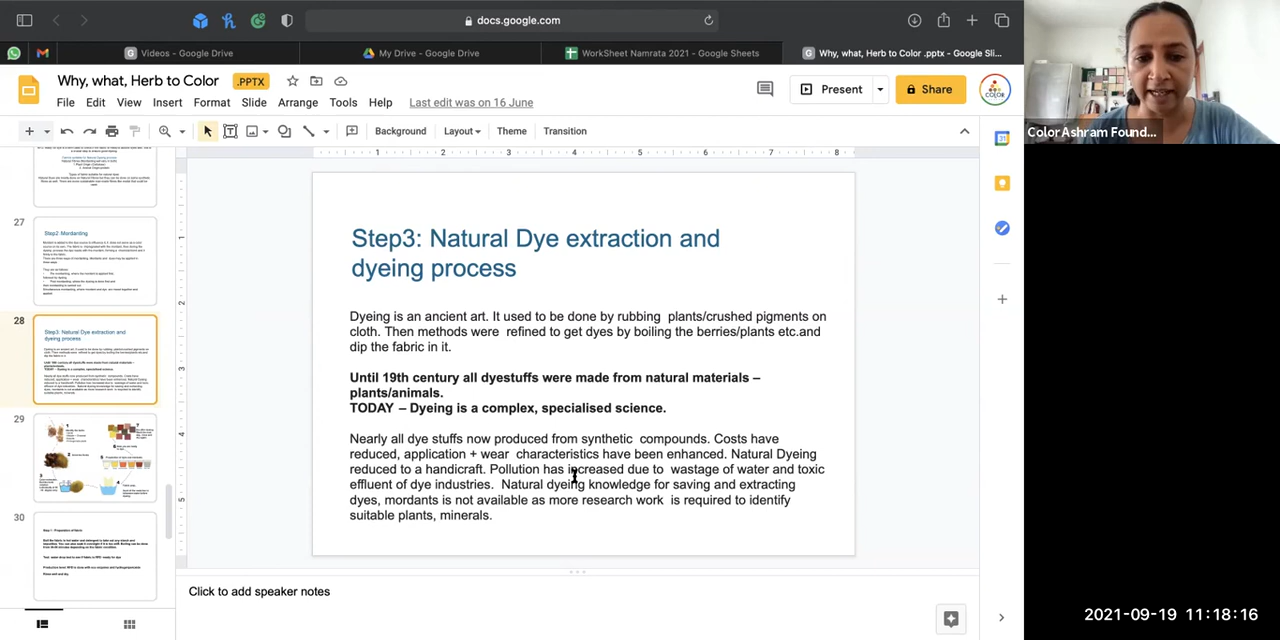 docs.google.com
Videos - Google Drive
My Drive - Google Drive
WorkSheet Namrata 2021 - Google Sheets
Why, what, Herb to Color .pptx - Google Sli...
Why, what, Herb to Color
.PPTX
Present
Share
File Edit View Insert Format Slide Arrange Tools Help
Last edit was on 16 June
Background Layout Theme Transition
ColorAshram Found...
1 2 3 4 5 6 7 8
27
Step2: Mordanting
28
Step3: Natural Dye extraction and
dyeing process
29
30
Step3: Natural Dye extraction and
dyeing process
Dyeing is an ancient art. It used to be done by rubbing plants/crushed pigments on
cloth. Then methods were refined to get dyes by boiling the berries/plants etc.and
dip the fabric in it.
Until 19th century all dyestuffs were made from natural materials –
plants/animals.
TODAY – Dyeing is a complex, specialised science.
Nearly all dye stuffs now produced from synthetic compounds. Costs have
reduced, application + wear characteristics have been enhanced. Natural Dyeing
reduced to a handicraft. Pollution has increased due to wastage of water and toxic
effluent of dye industries. Natural dyeing knowledge for saving and extracting
dyes, mordants is not available as more research work is required to identify
suitable plants, minerals.
Click to add speaker notes
2021-09-19 11:18:16